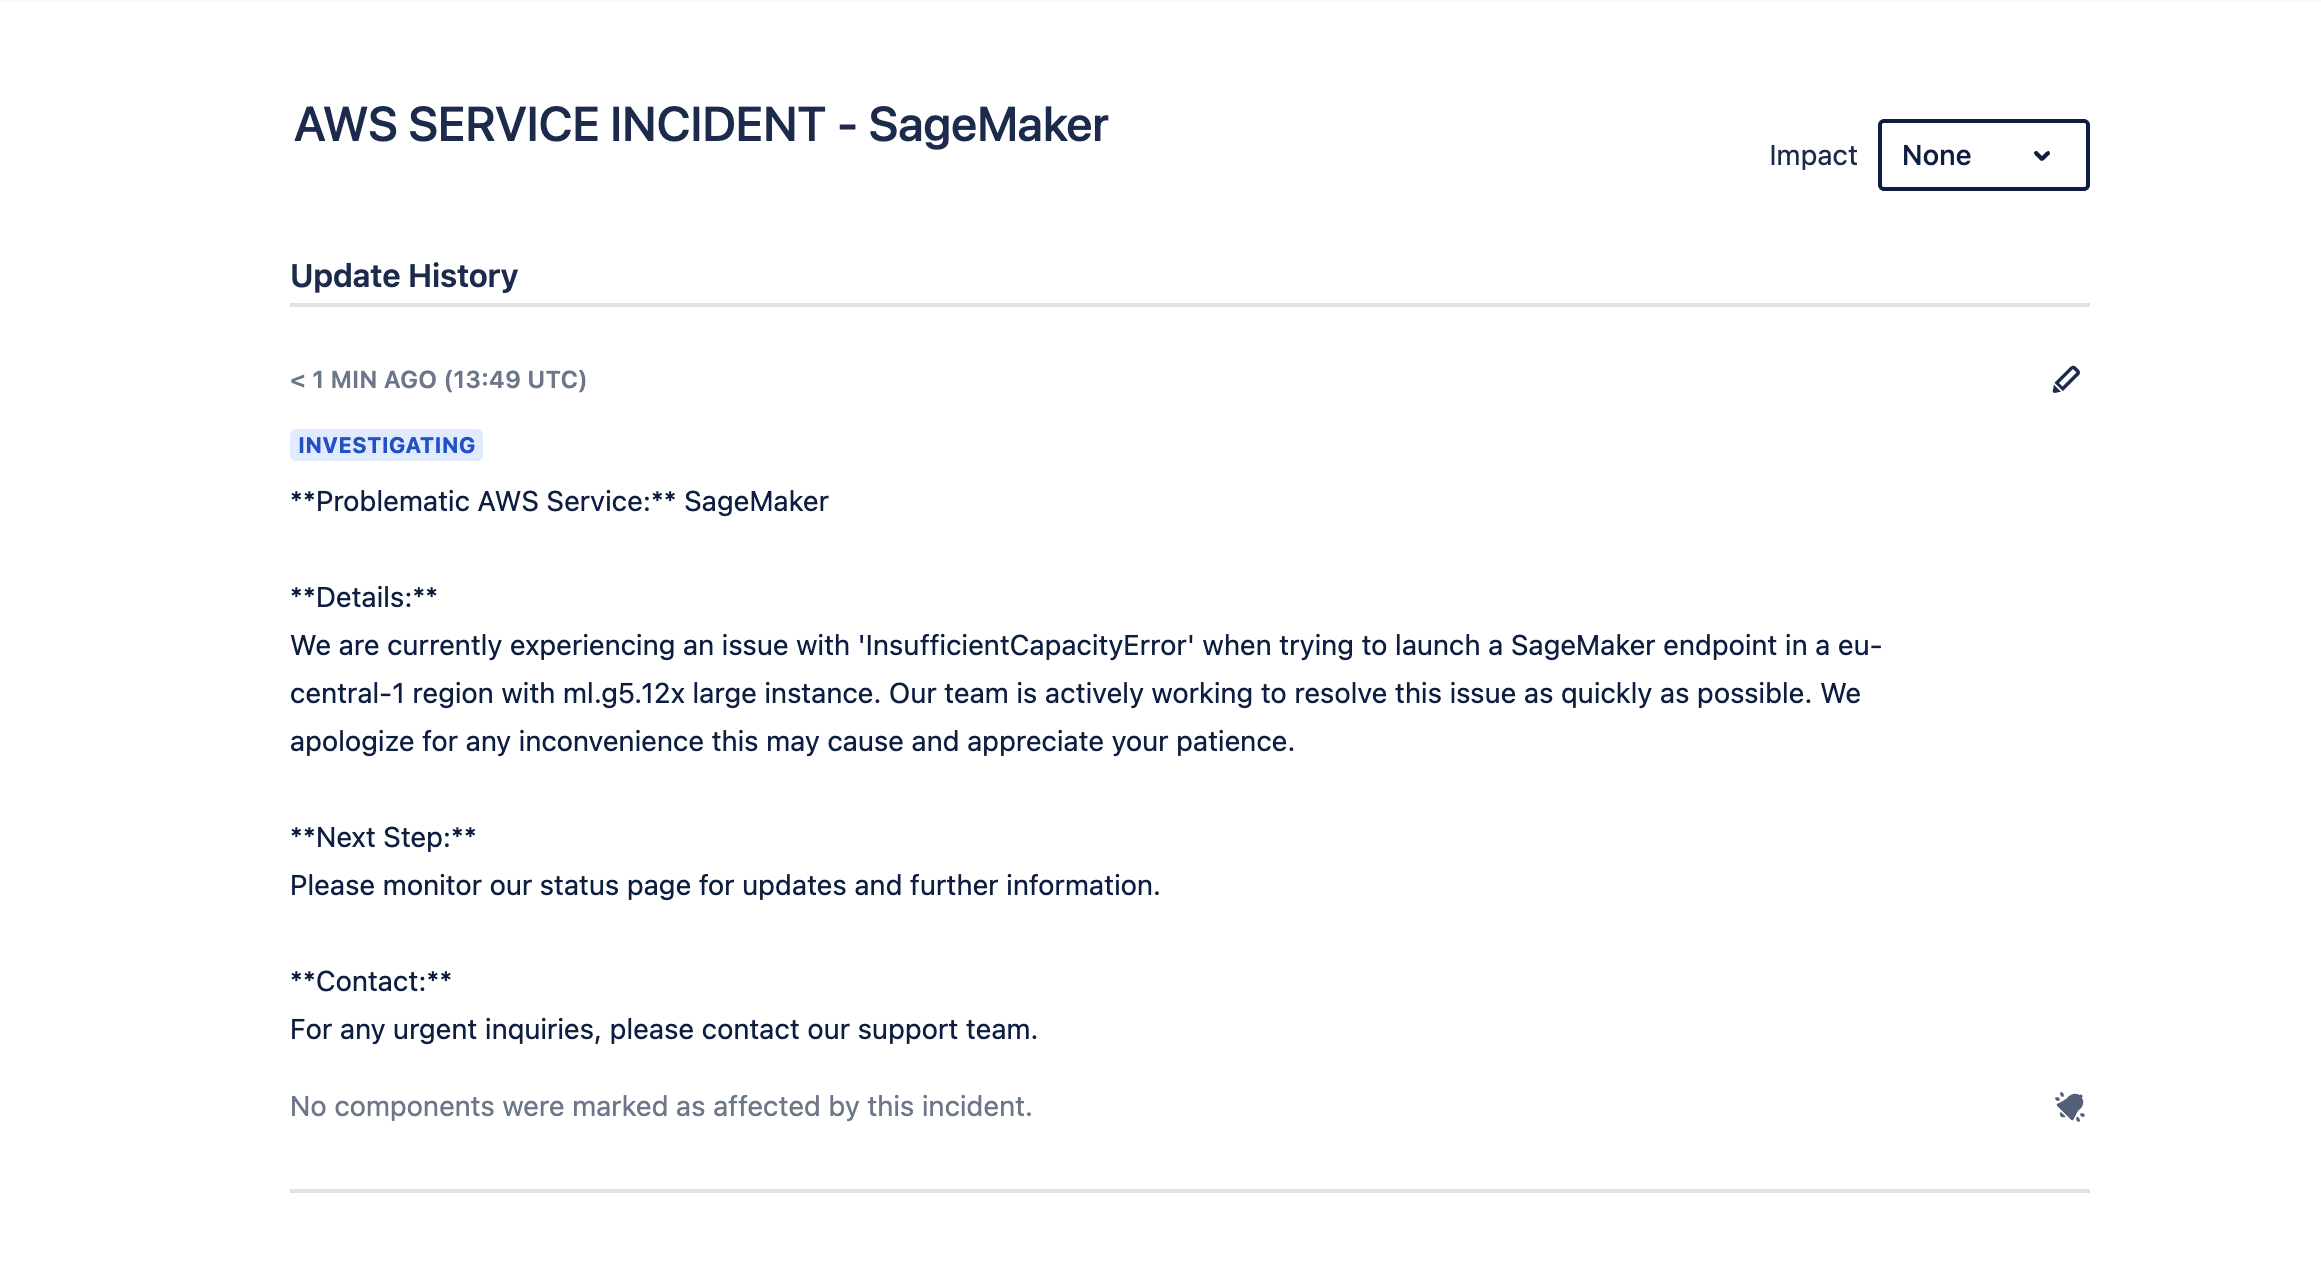 AWS SERVICE INCIDENT - SageMaker
Impact
None
Update History
< 1 MIN AGO (13:49 UTC)
INVESTIGATING
**Problematic AWS Service:** SageMaker
**Details:**
We are currently experiencing an issue with 'InsufficientCapacityError' when trying to launch a SageMaker endpoint in a eu-
central-1 region with ml.g5.12x large instance. Our team is actively working to resolve this issue as quickly as possible. We
apologize for any inconvenience this may cause and appreciate your patience.
**Next Step:**
Please monitor our status page for updates and further information.
**Contact:**
For any urgent inquiries, please contact our support team.
No components were marked as affected by this incident.